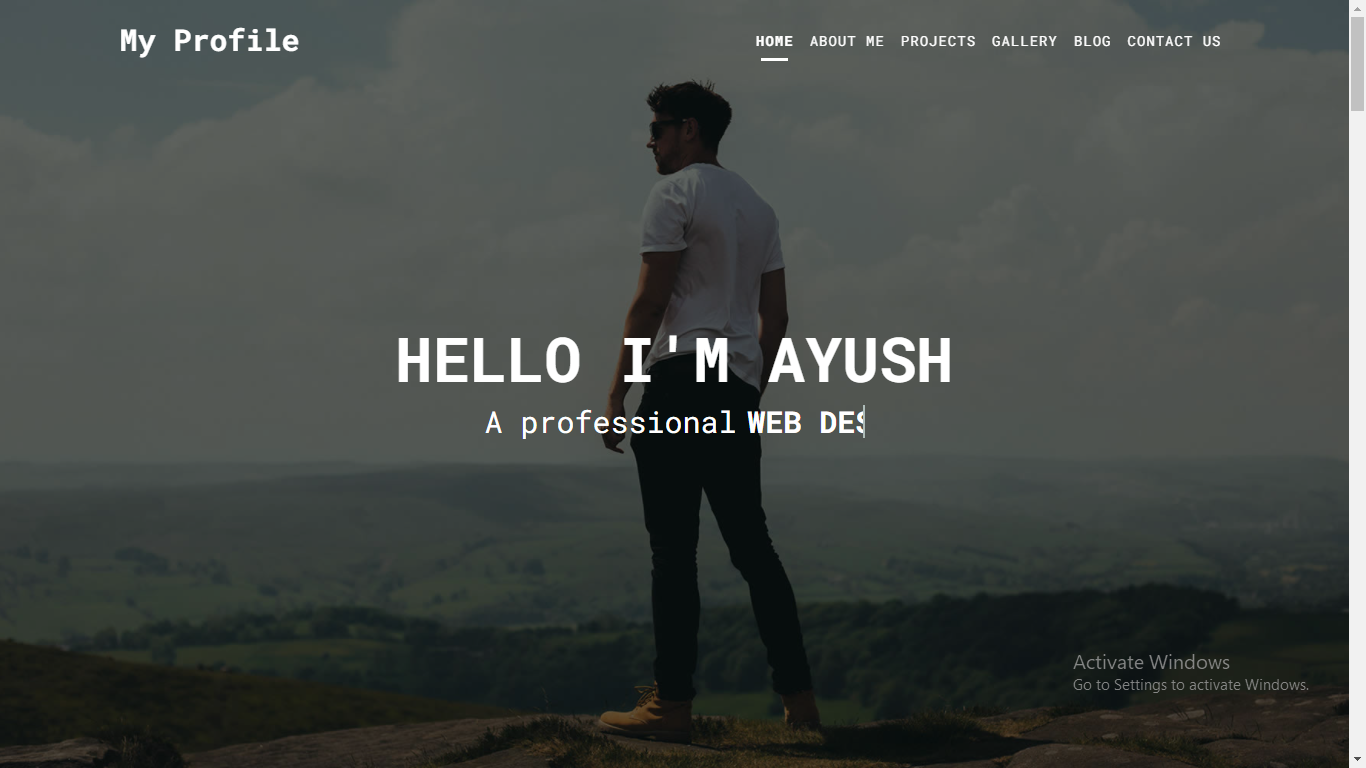 My Profile
HOME ABOUT ME PROJECTS GALLERY BLOG CONTACT US
HELLO I'M AYUSH
A professional WEB DES
Activate Windows
Go to Settings to activate Windows.